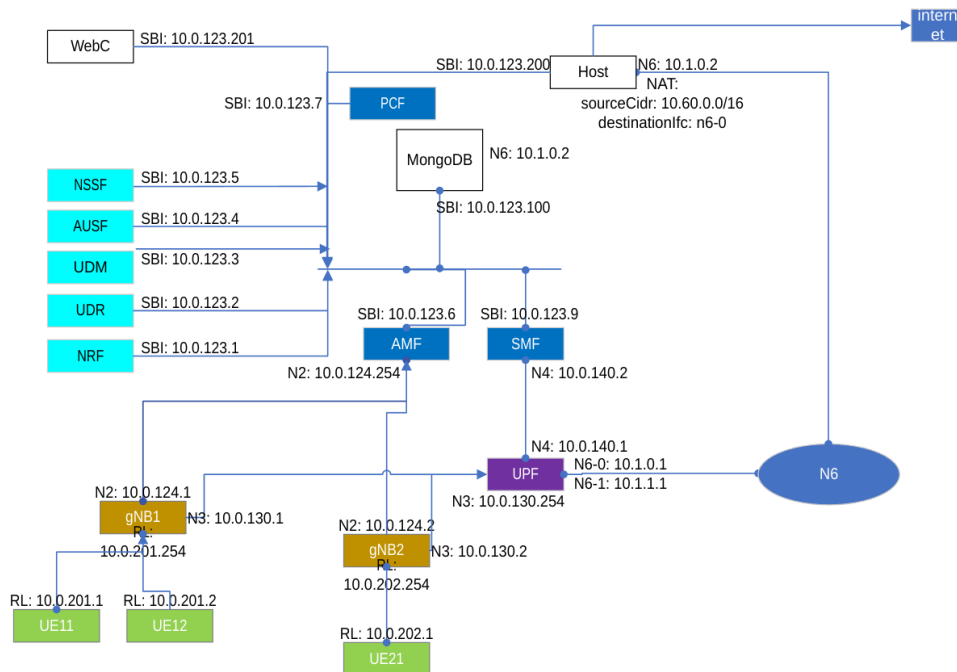 intern
et
WebC
SBI: 10.0.123.201
SBI: 10.0.123.200
Host
N6: 10.1.0.2
NAT:
sourceCidr: 10.60.0.0/16
destinationIfc: n6-0
SBI: 10.0.123.7
PCF
MongoDB
N6: 10.1.0.2
NSSF
SBI: 10.0.123.5
SBI: 10.0.123.100
AUSF
SBI: 10.0.123.4
UDM
SBI: 10.0.123.3
UDR
SBI: 10.0.123.2
SBI: 10.0.123.6
SBI: 10.0.123.9
NRF
SBI: 10.0.123.1
AMF
SMF
N2: 10.0.124.254
N4: 10.0.140.2
N4: 10.0.140.1
UPF
N6-0: 10.1.0.1
N6-1: 10.1.1.1
N6
N3: 10.0.130.254
N2: 10.0.124.1
gNB1
N3: 10.0.130.1
RL:
10.0.201.254
N2: 10.0.124.2
gNB2
N3: 10.0.130.2
RL:
10.0.202.254
RL: 10.0.201.1
RL: 10.0.201.2
UE11
UE12
RL: 10.0.202.1
UE21